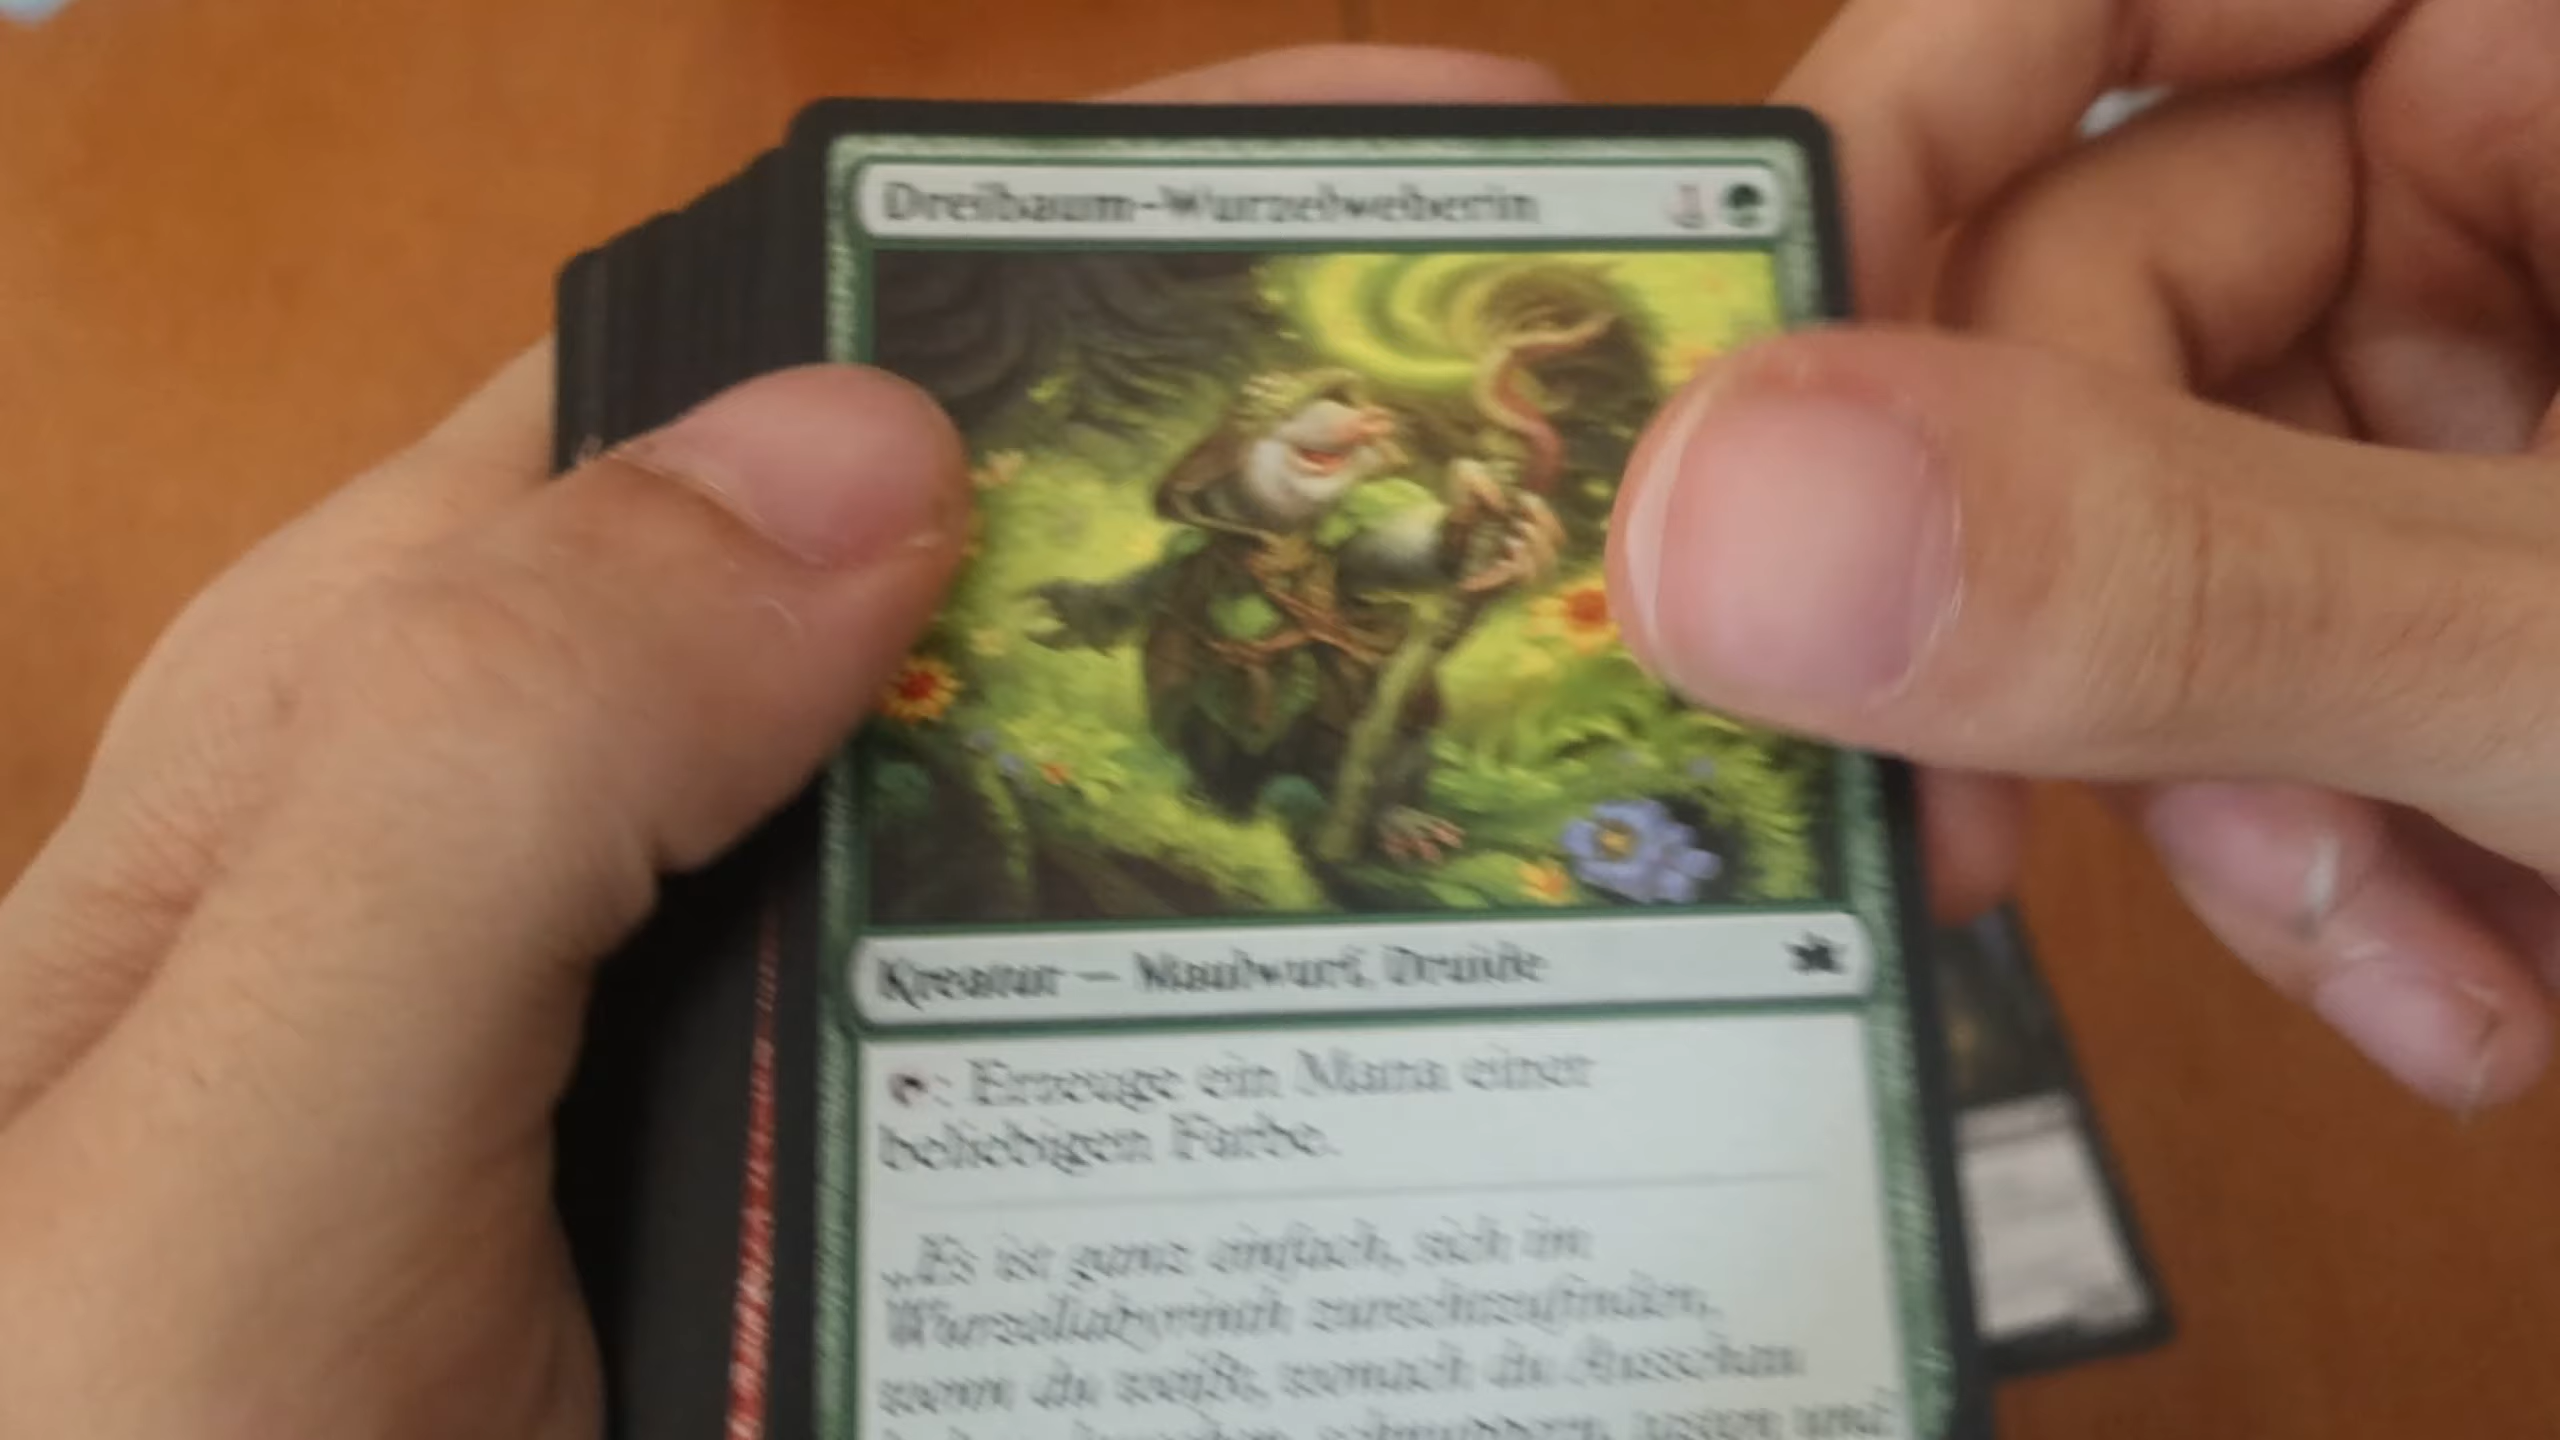 Dreibaum-Wurzelweberin 1
Kreatur — Maulwurf, Druide
: Erzeuge ein Mana einer
beliebigen Farbe.
„Es ist ganz einfach, sich im
Wurzellabyrinth zurechtzufinden,
wenn du weißt, wonach du Ausschau